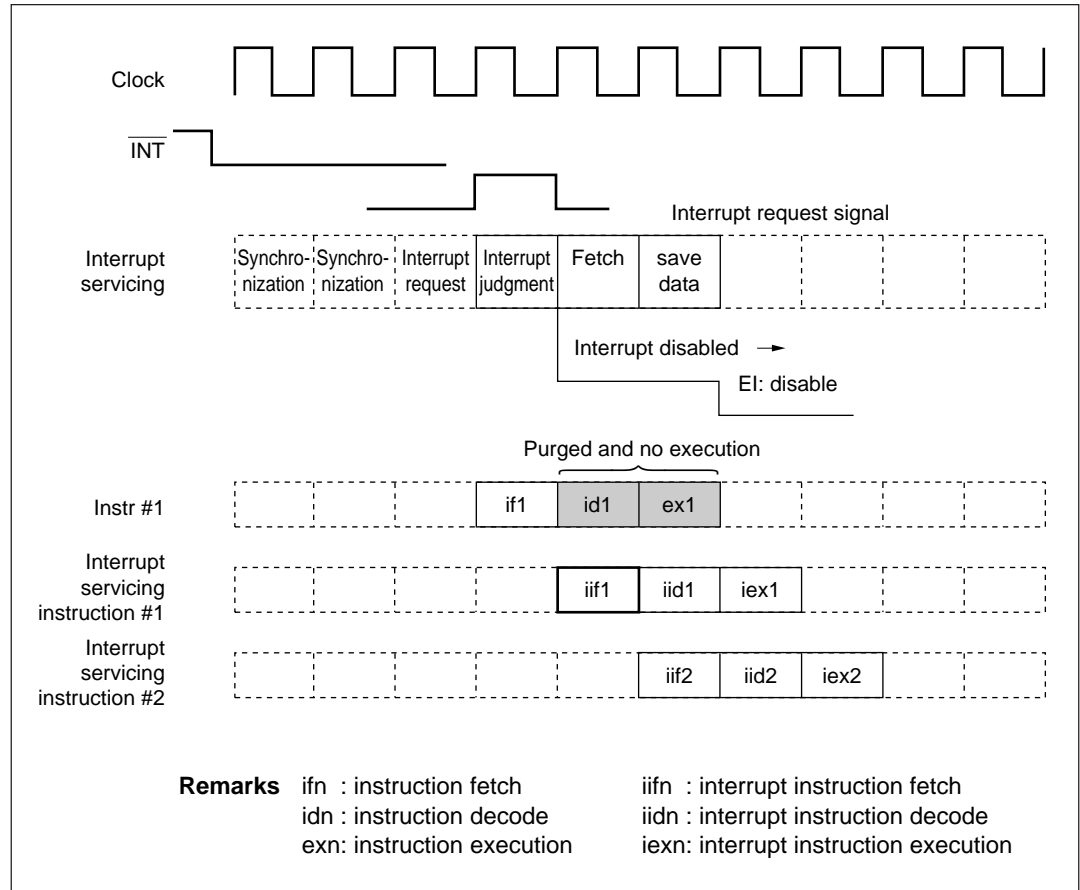 Clock
INT
Interrupt request signal
Interrupt
servicing
Synchro-
nization
Synchro-
nization
Interrupt
request
Interrupt
judgment
Fetch
save
data
Interrupt disabled →
EI: disable
Purged and no execution
Instr #1
if1
id1
ex1
Interrupt
servicing
instruction #1
iif1
iid1
iex1
Interrupt
servicing
instruction #2
iif2
iid2
iex2
Remarks ifn : instruction fetch
idn : instruction decode
exn: instruction execution
iifn : interrupt instruction fetch
iidn : interrupt instruction decode
iexn: interrupt instruction execution